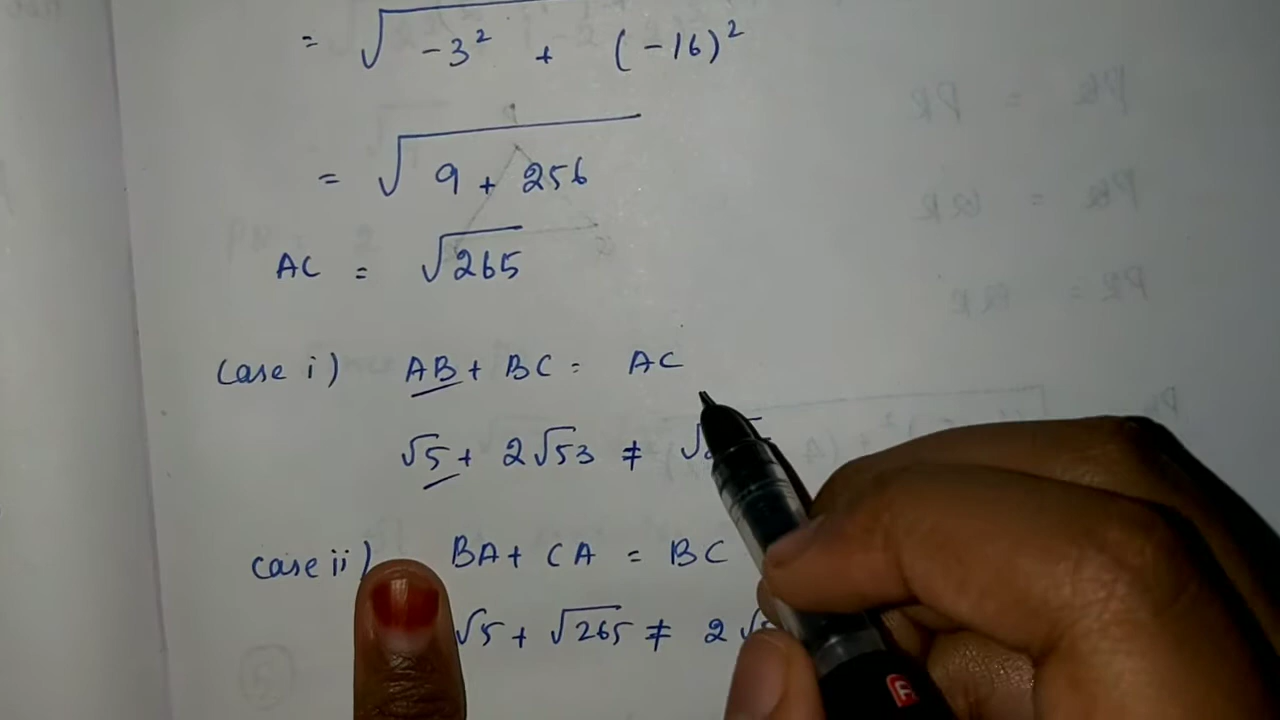 = √-3² + (-16)²
= √9 + 256
AC = √265
Case i) AB + BC = AC
√5 + 2√53 ≠
case ii) BA + CA = BC
√5 + √265 ≠ 2